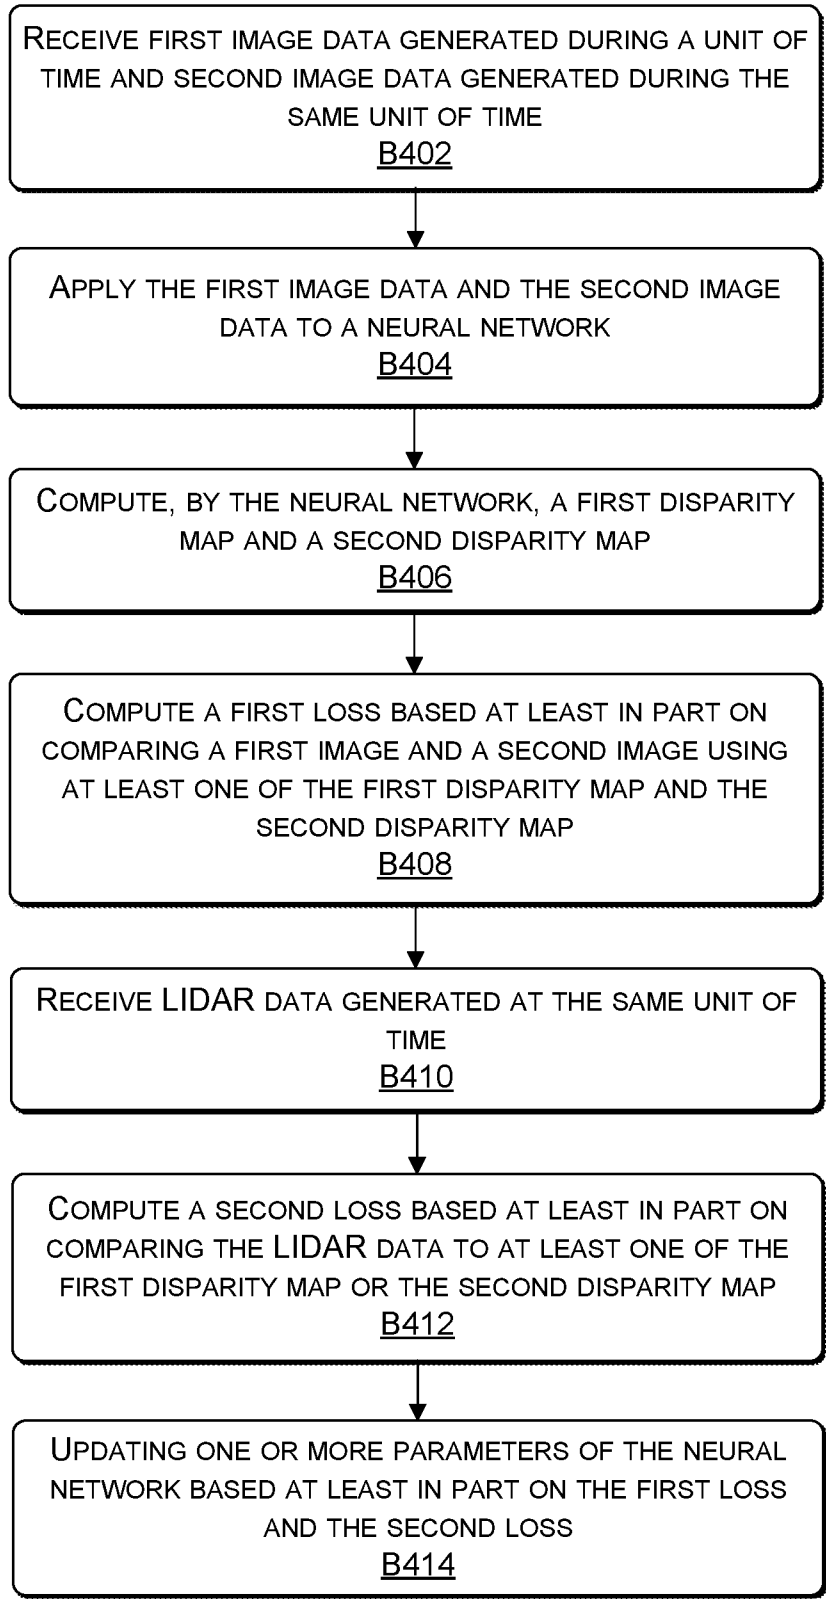 RECEIVE FIRST IMAGE DATA GENERATED DURING A UNIT OF
TIME AND SECOND IMAGE DATA GENERATED DURING THE
SAME UNIT OF TIME
B402
APPLY THE FIRST IMAGE DATA AND THE SECOND IMAGE
DATA TO A NEURAL NETWORK
B404
COMPUTE, BY THE NEURAL NETWORK, A FIRST DISPARITY
MAP AND A SECOND DISPARITY MAP
B406
COMPUTE A FIRST LOSS BASED AT LEAST IN PART ON
COMPARING A FIRST IMAGE AND A SECOND IMAGE USING
AT LEAST ONE OF THE FIRST DISPARITY MAP AND THE
SECOND DISPARITY MAP
B408
RECEIVE LIDAR DATA GENERATED AT THE SAME UNIT OF
TIME
B410
COMPUTE A SECOND LOSS BASED AT LEAST IN PART ON
COMPARING THE LIDAR DATA TO AT LEAST ONE OF THE
FIRST DISPARITY MAP OR THE SECOND DISPARITY MAP
B412
UPDATING ONE OR MORE PARAMETERS OF THE NEURAL
NETWORK BASED AT LEAST IN PART ON THE FIRST LOSS
AND THE SECOND LOSS
B414